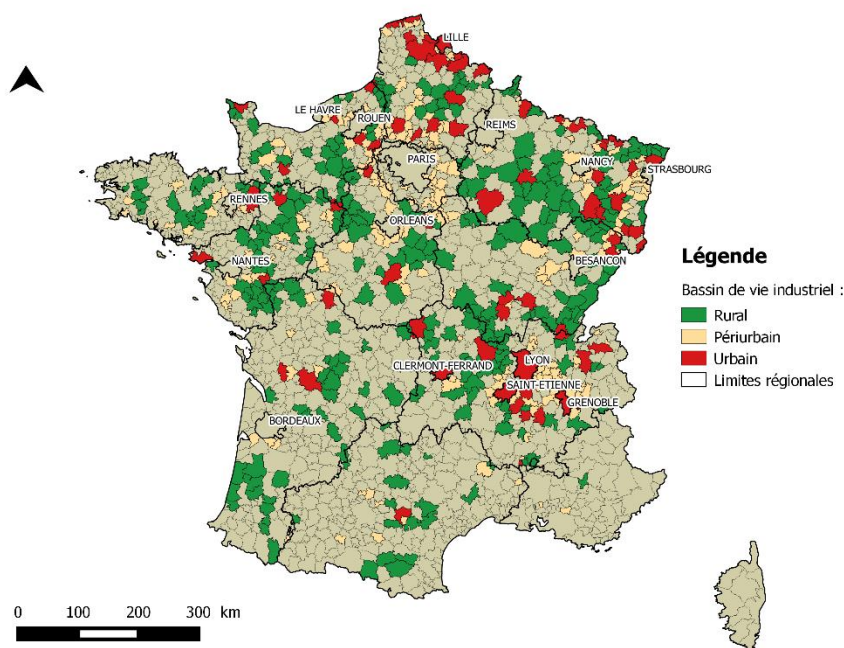 LILLE
LE HAVRE
ROUEN
REIMS
PARIS
NANCY
STRASBOURG
RENNES
ORLEANS
NANTES
BESANCON
Légende
Bassin de vie industriel :
Rural
Périurbain
Urbain
Limites régionales
CLERMONT-FERRAND
LYON
SAINT-ETIENNE
GRENOBLE
BORDEAUX
0 100 200 300 km